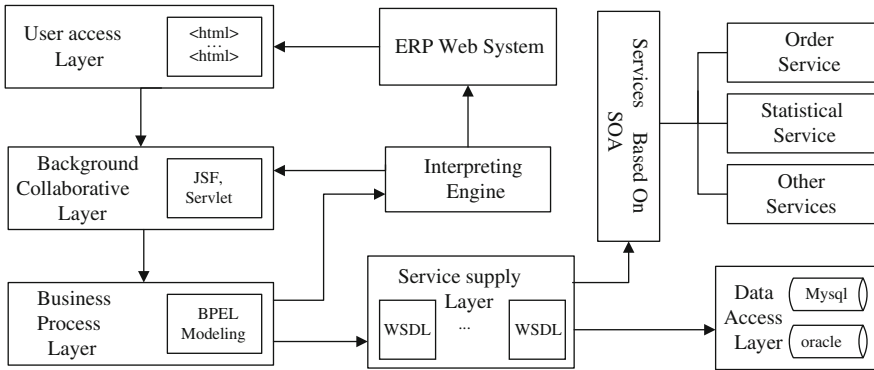 User access
Layer
<html>
...
<html>
ERP Web System
Services Based On
SOA
Order
Service
Statistical
Service
Other
Services
Background
Collaborative
Layer
JSF,
Servlet
Interpreting
Engine
Business
Process
Layer
BPEL
Modeling
Service supply
Layer
WSDL
...
WSDL
Data
Access
Layer
Mysql
oracle